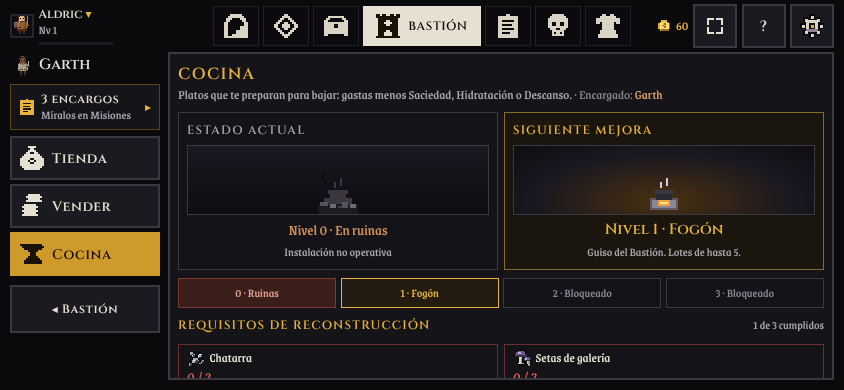 ALDRIC ▼
Nv 1
BASTIÓN
60
?
GARTH
3 ENCARGOS
Míralos en Misiones
TIENDA
VENDER
COCINA
◂ BASTIÓN
COCINA
Platos que te preparan para bajar: gastas menos Saciedad, Hidratación o Descanso. · Encargado: Garth
ESTADO ACTUAL
Nivel 0 · En ruinas
Instalación no operativa
SIGUIENTE MEJORA
NIVEL 1 · FOGÓN
Guiso del Bastión. Lotes de hasta 5.
0 · Ruinas
1 · Fogón
2 · Bloqueado
3 · Bloqueado
REQUISITOS DE RECONSTRUCCIÓN
1 de 3 cumplidos
Chatarra
Setas de galería